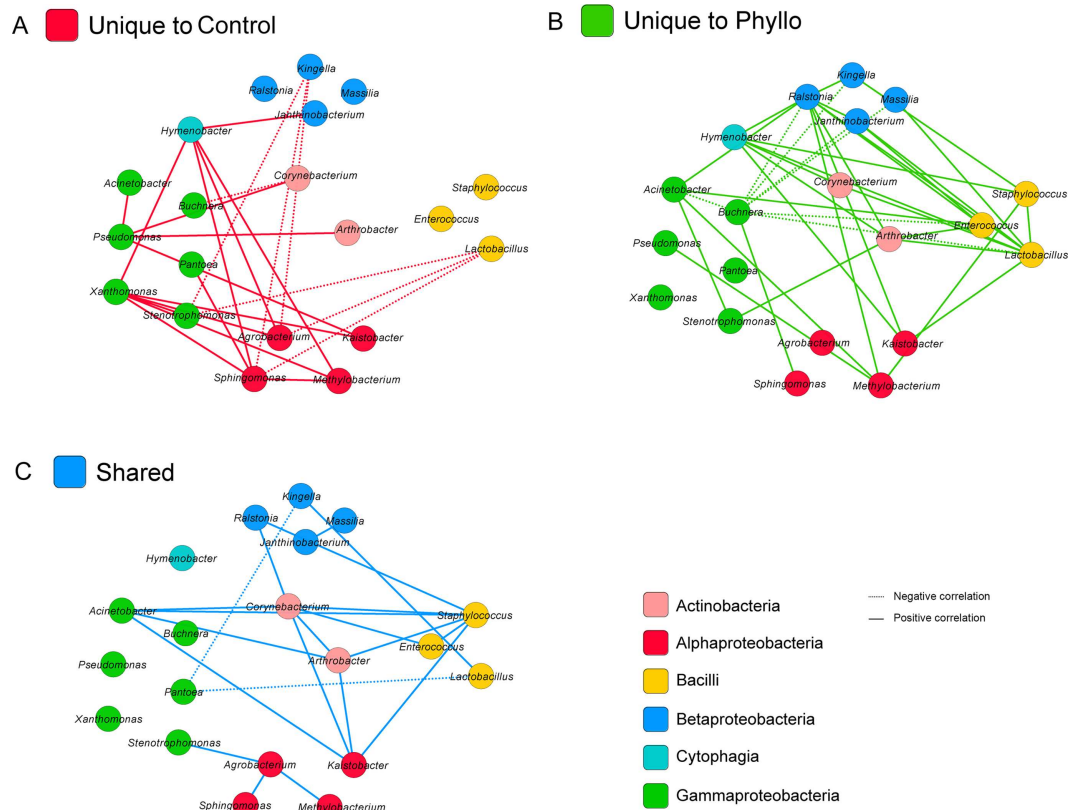 A Unique to Control
Kingella
Ralstonia
Massilia
Janthinobacterium
Hymenobacter
Corynebacterium
Acinetobacter
Staphylococcus
Buchnera
Enterococcus
Pseudomonas
Arthrobacter
Lactobacillus
Pantoea
Xanthomonas
Stenotrophomonas
Agrobacterium
Kaistobacter
Sphingomonas
Methylobacterium
B Unique to Phyllo
Kingella
Ralstonia
Massilia
Janthinobacterium
Hymenobacter
Corynebacterium
Acinetobacter
Staphylococcus
Buchnera
Enterococcus
Pseudomonas
Arthrobacter
Lactobacillus
Pantoea
Xanthomonas
Stenotrophomonas
Agrobacterium
Kaistobacter
Sphingomonas
Methylobacterium
C Shared
Kingella
Ralstonia
Massilia
Janthinobacterium
Hymenobacter
Corynebacterium
Acinetobacter
Staphylococcus
Buchnera
Enterococcus
Pseudomonas
Arthrobacter
Lactobacillus
Pantoea
Xanthomonas
Stenotrophomonas
Agrobacterium
Kaistobacter
Sphingomonas
Methylobacterium
Actinobacteria
Alphaproteobacteria
Bacilli
Betaproteobacteria
Cytophagia
Gammaproteobacteria
Negative correlation
Positive correlation